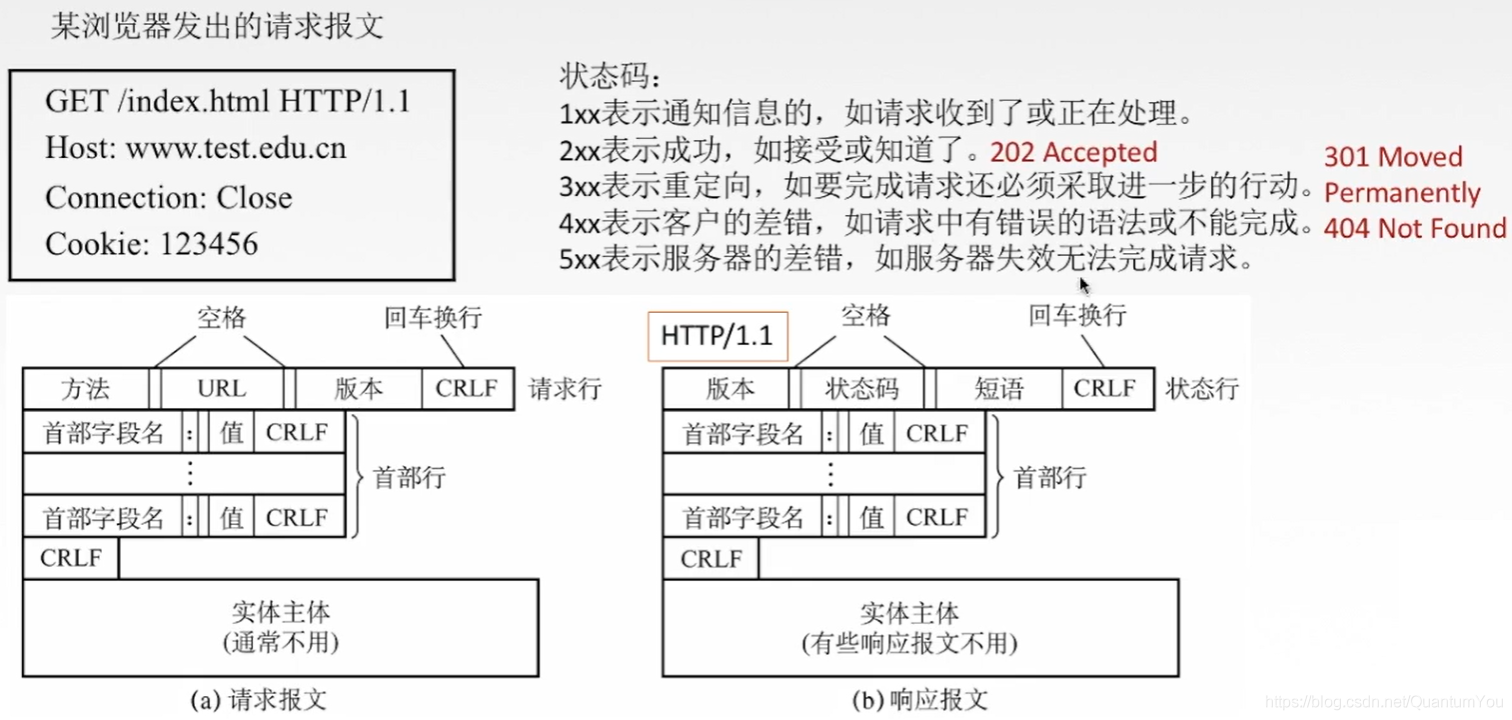 某浏览器发出的请求报文
GET /index.html HTTP/1.1
Host: www.test.edu.cn
Connection: Close
Cookie: 123456
状态码:
1xx表示通知信息的，如请求收到了或正在处理。
2xx表示成功，如接受或知道了。202 Accepted
3xx表示重定向，如要完成请求还必须采取进一步的行动。
301 Moved
Permanently
4xx表示客户的差错，如请求中有错误的语法或不能完成。404 Not Found
5xx表示服务器的差错，如服务器失效无法完成请求。
空格 回车换行
方法 URL 版本 CRLF 请求行
首部字段名 : 值 CRLF
⋮ 首部行
首部字段名 : 值 CRLF
CRLF
实体主体
(通常不用)
(a) 请求报文
HTTP/1.1
空格 回车换行
版本 状态码 短语 CRLF 状态行
首部字段名 : 值 CRLF
⋮ 首部行
首部字段名 : 值 CRLF
CRLF
实体主体
(有些响应报文不用)
(b) 响应报文
https://blog.csdn.net/QuantumYou